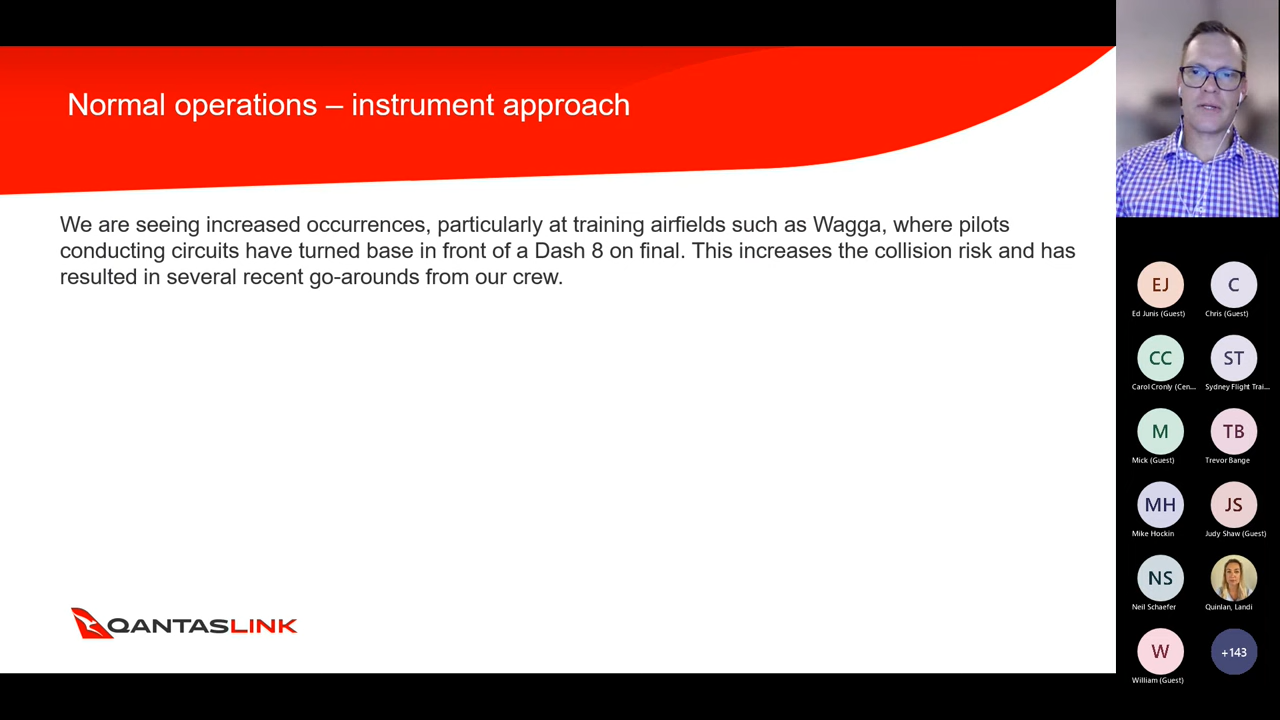 Normal operations – instrument approach
We are seeing increased occurrences, particularly at training airfields such as Wagga, where pilots
conducting circuits have turned base in front of a Dash 8 on final. This increases the collision risk and has
resulted in several recent go-arounds from our crew.
QANTASLINK
EJ
Ed Junis (Guest)
C
Chris (Guest)
CC
Carol Cronly (Cen...
ST
Sydney Flight Trai...
M
Mick (Guest)
TB
Trevor Bange
MH
Mike Hockin
JS
Judy Shaw (Guest)
NS
Neil Schaefer
Quinlan, Landi
W
William (Guest)
+143